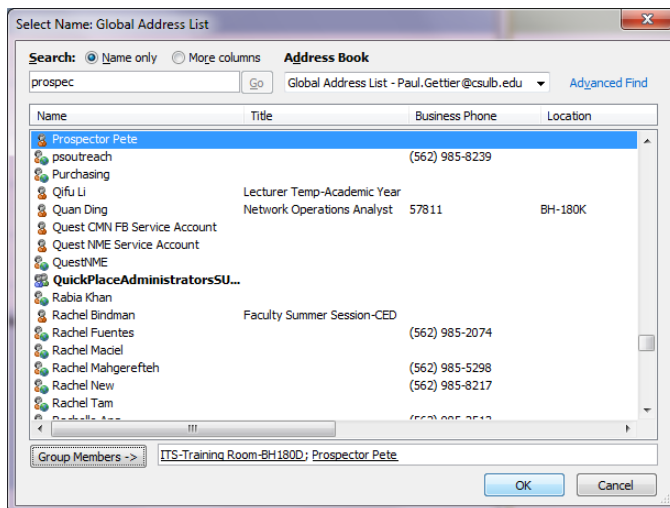 Select Name: Global Address List
Search: Name only More columns Address Book
prospec Go Global Address List - Paul.Gettier@csulb.edu Advanced Find
Name Title Business Phone Location
Prospector Pete
psoutreach (562) 985-8239
Purchasing
Qifu Li Lecturer Temp-Academic Year
Quan Ding Network Operations Analyst 57811 BH-180K
Quest CMN FB Service Account
Quest NME Service Account
QuestNME
QuickPlaceAdministratorsSU...
Rabia Khan
Rachel Bindman Faculty Summer Session-CED
Rachel Fuentes (562) 985-2074
Rachel Maciel
Rachel Mahgerefteh (562) 985-5298
Rachel New (562) 985-8217
Rachel Tam
Group Members -> ITS-Training Room-BH180D; Prospector Pete
OK Cancel